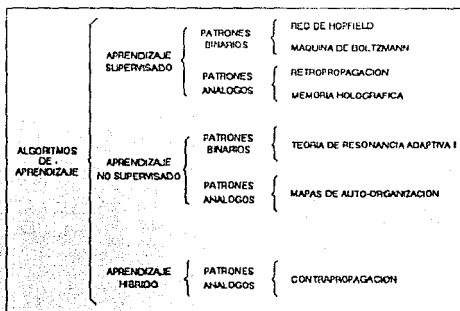 ALGORITMOS
DE
APRENDIZAJE
APRENDIZAJE
SUPERVISADO
PATRONES
BINARIOS
RED DE HOPFIELD
MAQUINA DE BOLTZMANN
PATRONES
ANALOGOS
RETROPROPAGACION
MEMORIA HOLOGRAFICA
APRENDIZAJE
NO SUPERVISADO
PATRONES
BINARIOS
TEORIA DE RESONANCIA ADAPTIVA I
PATRONES
ANALOGOS
MAPAS DE AUTO-ORGANIZACION
APRENDIZAJE
HIBRIDO
PATRONES
ANALOGOS
CONTRAPROPAGACION